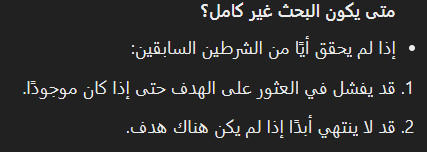 متى يكون البحث غير كامل؟
• إذا لم يحقق أيًا من الشرطين السابقين:
1. قد يفشل في العثور على الهدف حتى إذا كان موجودًا.
2. قد لا ينتهي أبدًا إذا لم يكن هناك هدف.